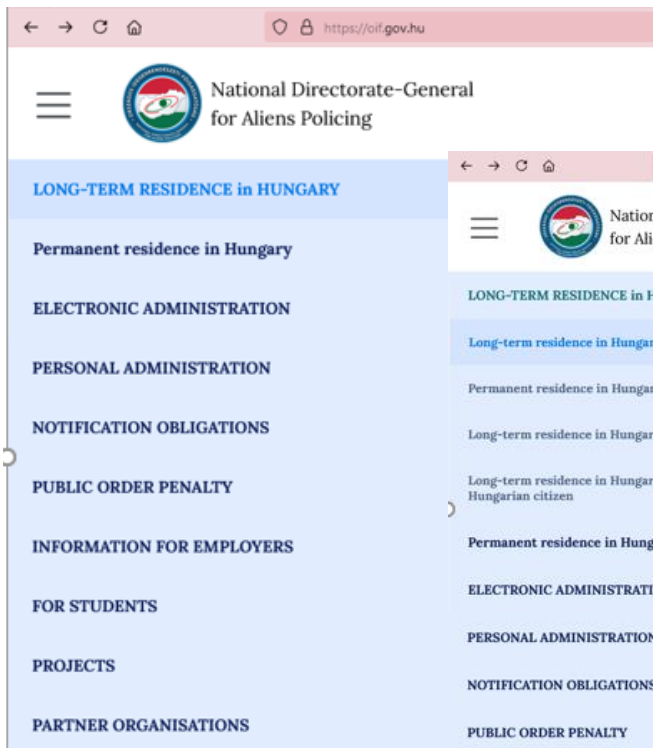 https://oif.gov.hu
National Directorate-General
for Aliens Policing
LONG-TERM RESIDENCE in HUNGARY
Permanent residence in Hungary
ELECTRONIC ADMINISTRATION
PERSONAL ADMINISTRATION
NOTIFICATION OBLIGATIONS
PUBLIC ORDER PENALTY
INFORMATION FOR EMPLOYERS
FOR STUDENTS
PROJECTS
PARTNER ORGANISATIONS
Nation
for Ali
LONG-TERM RESIDENCE in H
Long-term residence in Hungar
Permanent residence in Hungar
Long-term residence in Hungar
Long-term residence in Hungar
Hungarian citizen
Permanent residence in Hung
ELECTRONIC ADMINISTRATI
PERSONAL ADMINISTRATION
NOTIFICATION OBLIGATIONS
PUBLIC ORDER PENALTY